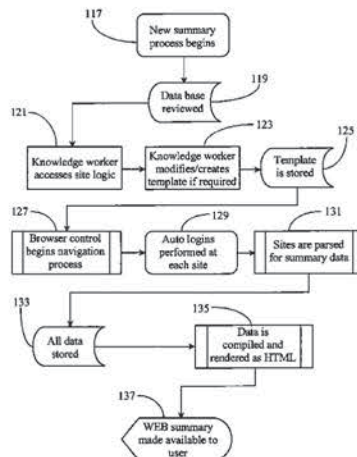 117
New summary
process begins
119
Data base
reviewed
121
123
125
Knowledge worker
accesses site logic
Knowledge worker
modifies/creates
template if required
Template
is stored
127
129
131
Browser control
begins navigation
process
Auto logins
performed at
each site
Sites are parsed
for summary data
133
135
All data
stored
Data is
compiled and
rendered as HTML
137
WEB summary
made available to
user